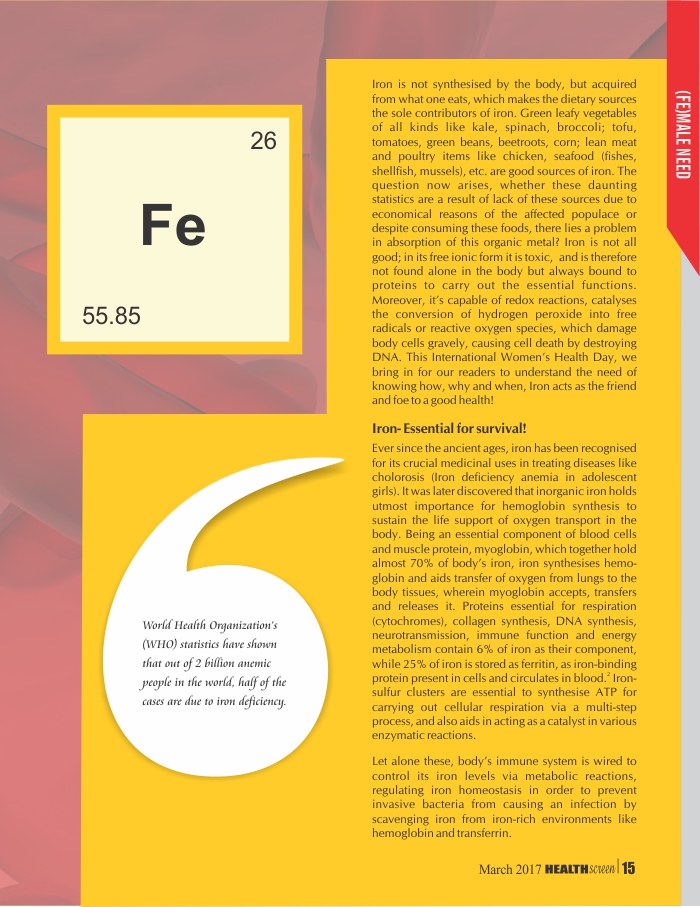 (FE)MALE NEED
26
Fe
55.85
Iron is not synthesised by the body, but acquired
from what one eats, which makes the dietary sources
the sole contributors of iron. Green leafy vegetables
of all kinds like kale, spinach, broccoli; tofu,
tomatoes, green beans, beetroots, corn; lean meat
and poultry items like chicken, seafood (fishes,
shellfish, mussels), etc. are good sources of iron. The
question now arises, whether these daunting
statistics are a result of lack of these sources due to
economical reasons of the affected populace or
despite consuming these foods, there lies a problem
in absorption of this organic metal? Iron is not all
good; in its free ionic form it is toxic,  and is therefore
not found alone in the body but always bound to
proteins to carry out the essential functions.
Moreover, it's capable of redox reactions, catalyses
the conversion of hydrogen peroxide into free
radicals or reactive oxygen species, which damage
body cells gravely, causing cell death by destroying
DNA. This International Women's Health Day, we
bring in for our readers to understand the need of
knowing how, why and when, Iron acts as the friend
and foe to a good health!
Iron- Essential for survival!
Ever since the ancient ages, iron has been recognised
for its crucial medicinal uses in treating diseases like
cholorosis (Iron deficiency anemia in adolescent
girls). It was later discovered that inorganic iron holds
utmost importance for hemoglobin synthesis to
sustain the life support of oxygen transport in the
body. Being an essential component of blood cells
and muscle protein, myoglobin, which together hold
almost 70% of body's iron, iron synthesises hemo-
globin and aids transfer of oxygen from lungs to the
body tissues, wherein myoglobin accepts, transfers
and releases it. Proteins essential for respiration
(cytochromes), collagen synthesis, DNA synthesis,
neurotransmission, immune function and energy
metabolism contain 6% of iron as their component,
while 25% of iron is stored as ferritin, as iron-binding
protein present in cells and circulates in blood.² Iron-
sulfur clusters are essential to synthesise ATP for
carrying out cellular respiration via a multi-step
process, and also aids in acting as a catalyst in various
enzymatic reactions.
Let alone these, body's immune system is wired to
control its iron levels via metabolic reactions,
regulating iron homeostasis in order to prevent
invasive bacteria from causing an infection by
scavenging iron from iron-rich environments like
hemoglobin and transferrin.
World Health Organization's
(WHO) statistics have shown
that out of 2 billion anemic
people in the world, half of the
cases are due to iron deficiency.
March 2017 HEALTHscreen 15